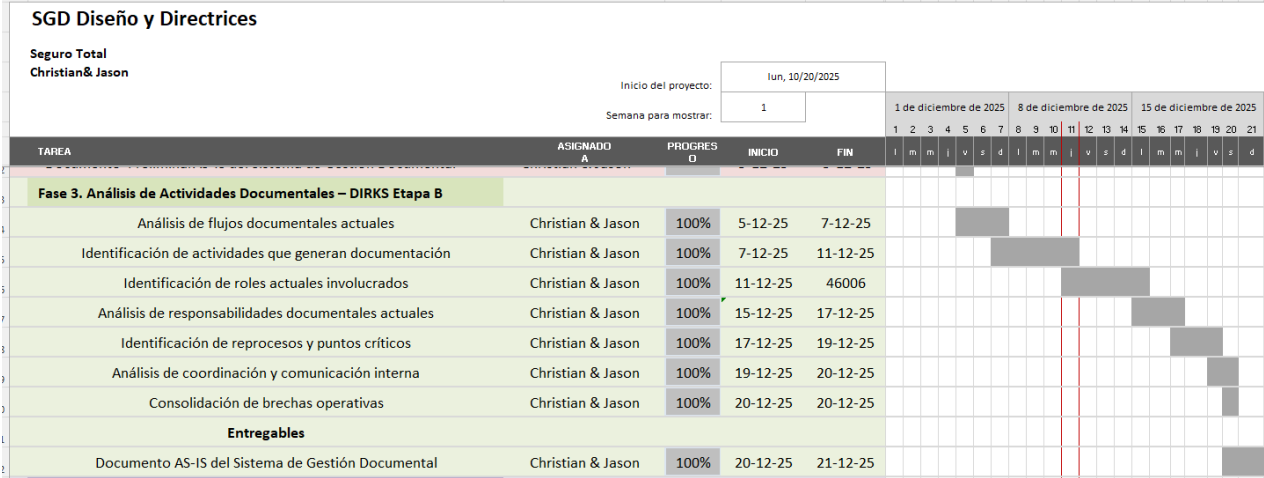 SGD Diseño y Directrices
Seguro Total
Christian& Jason
Inicio del proyecto: lun, 10/20/2025
Semana para mostrar: 1
1 de diciembre de 2025 8 de diciembre de 2025 15 de diciembre de 2025
1 2 3 4 5 6 7 8 9 10 11 12 13 14 15 16 17 18 19 20 21
TAREA ASIGNADO A PROGRESO INICIO FIN l m m j v s d l m m j v s d l m m j v s d
Fase 3. Análisis de Actividades Documentales – DIRKS Etapa B
Análisis de flujos documentales actuales Christian & Jason 100% 5-12-25 7-12-25
Identificación de actividades que generan documentación Christian & Jason 100% 7-12-25 11-12-25
Identificación de roles actuales involucrados Christian & Jason 100% 11-12-25 46006
Análisis de responsabilidades documentales actuales Christian & Jason 100% 15-12-25 17-12-25
Identificación de reprocesos y puntos críticos Christian & Jason 100% 17-12-25 19-12-25
Análisis de coordinación y comunicación interna Christian & Jason 100% 19-12-25 20-12-25
Consolidación de brechas operativas Christian & Jason 100% 20-12-25 20-12-25
Entregables
Documento AS-IS del Sistema de Gestión Documental Christian & Jason 100% 20-12-25 21-12-25